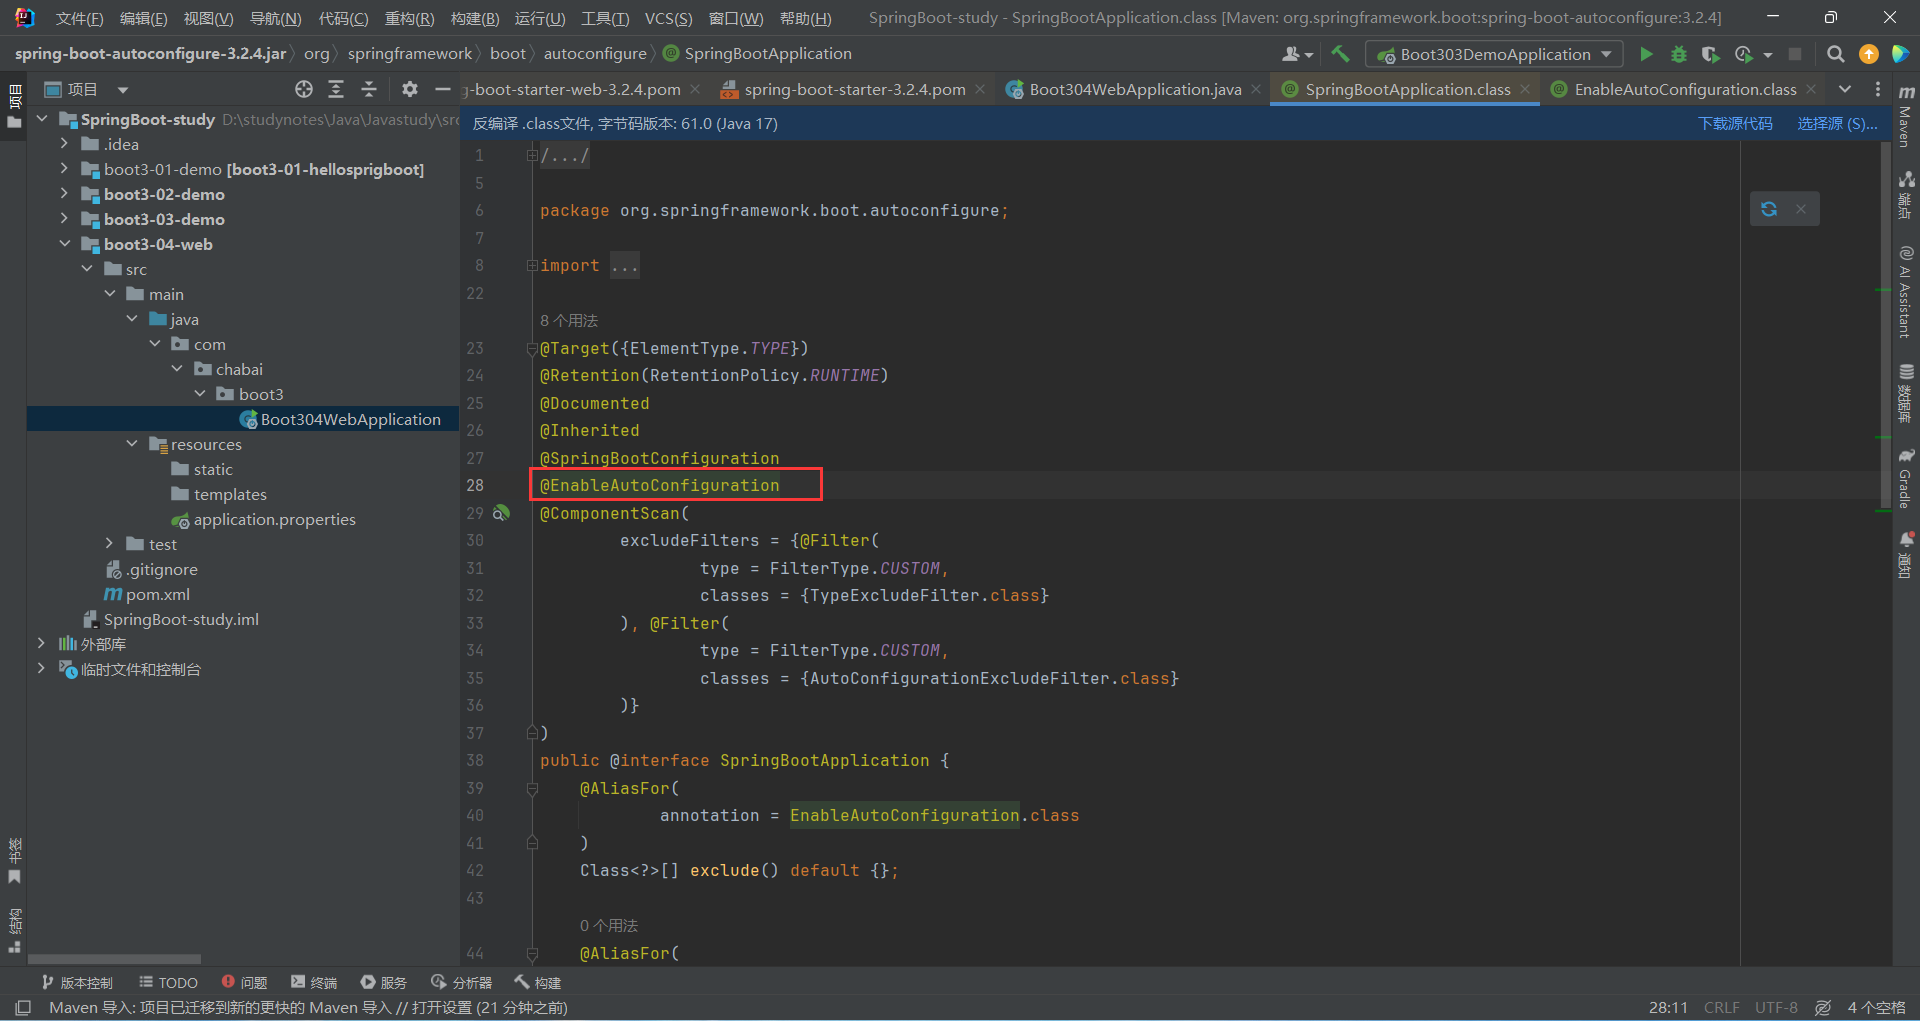 文件(F) 编辑(E) 视图(V) 导航(N) 代码(C) 重构(R) 构建(B) 运行(U) 工具(T) VCS(S) 窗口(W) 帮助(H) SpringBoot-study - SpringBootApplication.class [Maven: org.springframework.boot:spring-boot-autoconfigure:3.2.4]
spring-boot-autoconfigure-3.2.4.jar org springframework boot autoconfigure SpringBootApplication Boot303DemoApplication
项目
g-boot-starter-web-3.2.4.pom spring-boot-starter-3.2.4.pom Boot304WebApplication.java SpringBootApplication.class EnableAutoConfiguration.class
反编译 .class文件, 字节码版本: 61.0 (Java 17) 下载源代码 选择源 (S)...
项目
SpringBoot-study D:\studynotes\Java\Javastudy\src
.idea
boot3-01-demo [boot3-01-hellosprigboot]
boot3-02-demo
boot3-03-demo
boot3-04-web
src
main
java
com
chabai
boot3
Boot304WebApplication
resources
static
templates
application.properties
test
.gitignore
pom.xml
SpringBoot-study.iml
外部库
临时文件和控制台
书签
结构
1 /.../
5
6 package org.springframework.boot.autoconfigure;
7
8 import ...
22
8 个用法
23 @Target({ElementType.TYPE})
24 @Retention(RetentionPolicy.RUNTIME)
25 @Documented
26 @Inherited
27 @SpringBootConfiguration
28 @EnableAutoConfiguration
29 @ComponentScan(
30 excludeFilters = {@Filter(
31 type = FilterType.CUSTOM,
32 classes = {TypeExcludeFilter.class}
33 ), @Filter(
34 type = FilterType.CUSTOM,
35 classes = {AutoConfigurationExcludeFilter.class}
36 )}
37 )
38 public @interface SpringBootApplication {
39 @AliasFor(
40 annotation = EnableAutoConfiguration.class
41 )
42 Class<?>[] exclude() default {};
43
0 个用法
44 @AliasFor(
m Maven
端点
AI Assistant
数据库
Gradle
通知
版本控制 TODO 问题 终端 服务 分析器 构建
Maven 导入: 项目已迁移到新的更快的 Maven 导入 // 打开设置 (21 分钟之前) 28:11 CRLF UTF-8 4 个空格